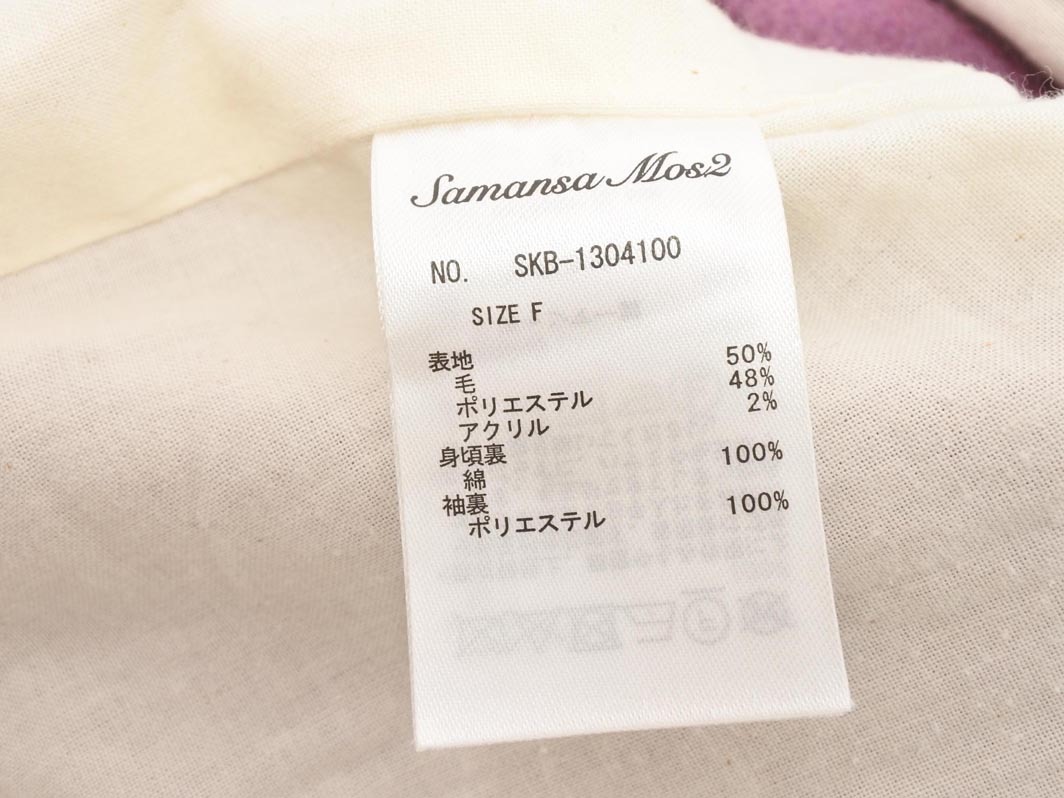 Samansa Mos2
NO. SKB-1304100
SIZE F
表地
毛 50%
ポリエステル 48%
アクリル 2%
身頃裏
綿 100%
袖裏
ポリエステル 100%